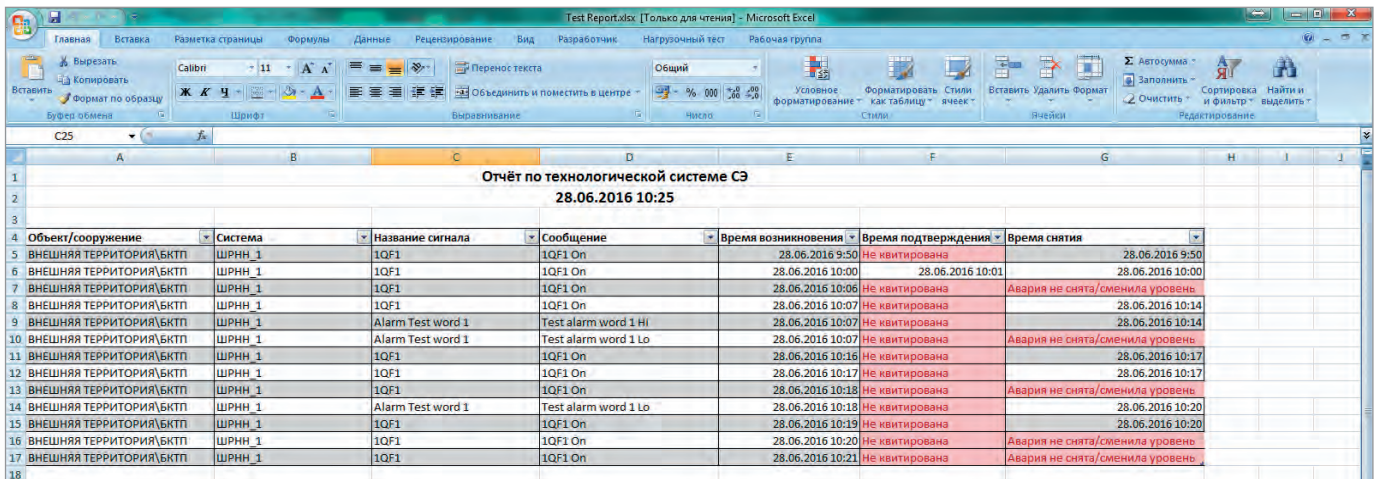 Test Report.xlsx [Только для чтения] - Microsoft Excel
Главная Вставка Разметка страницы Формулы Данные Рецензирование Вид Разработчик Нагрузочный тест Рабочая группа
Вставить
Вырезать
Копировать
Формат по образцу
Буфер обмена
Calibri 11
Ж К Ч
Шрифт
Перенос текста
Объединить и поместить в центре
Выравнивание
Общий
% 000
Число
Условное форматирование
Форматировать как таблицу
Стили ячеек
Стили
Вставить Удалить Формат
Ячейки
Σ Автосумма
Заполнить
Очистить
Сортировка и фильтр
Найти и выделить
Редактирование
C25 fx
A B C D E F G H I J
1 Отчёт по технологической системе СЭ
2 28.06.2016 10:25
3
4 Объект/сооружение Система Название сигнала Сообщение Время возникновения Время подтверждения Время снятия
5 ВНЕШНЯЯ ТЕРРИТОРИЯ\БКТП ШРНН_1 1QF1 1QF1 On 28.06.2016 9:50 Не квитирована 28.06.2016 9:50
6 ВНЕШНЯЯ ТЕРРИТОРИЯ\БКТП ШРНН_1 1QF1 1QF1 On 28.06.2016 10:00 28.06.2016 10:01 28.06.2016 10:00
7 ВНЕШНЯЯ ТЕРРИТОРИЯ\БКТП ШРНН_1 1QF1 1QF1 On 28.06.2016 10:06 Не квитирована Авария не снята/сменила уровень
8 ВНЕШНЯЯ ТЕРРИТОРИЯ\БКТП ШРНН_1 1QF1 1QF1 On 28.06.2016 10:07 Не квитирована 28.06.2016 10:14
9 ВНЕШНЯЯ ТЕРРИТОРИЯ\БКТП ШРНН_1 Alarm Test word 1 Test alarm word 1 Hi 28.06.2016 10:07 Не квитирована 28.06.2016 10:14
10 ВНЕШНЯЯ ТЕРРИТОРИЯ\БКТП ШРНН_1 Alarm Test word 1 Test alarm word 1 Lo 28.06.2016 10:07 Не квитирована Авария не снята/сменила уровень
11 ВНЕШНЯЯ ТЕРРИТОРИЯ\БКТП ШРНН_1 1QF1 1QF1 On 28.06.2016 10:16 Не квитирована 28.06.2016 10:17
12 ВНЕШНЯЯ ТЕРРИТОРИЯ\БКТП ШРНН_1 1QF1 1QF1 On 28.06.2016 10:17 Не квитирована 28.06.2016 10:17
13 ВНЕШНЯЯ ТЕРРИТОРИЯ\БКТП ШРНН_1 1QF1 1QF1 On 28.06.2016 10:18 Не квитирована Авария не снята/сменила уровень
14 ВНЕШНЯЯ ТЕРРИТОРИЯ\БКТП ШРНН_1 Alarm Test word 1 Test alarm word 1 Lo 28.06.2016 10:18 Не квитирована 28.06.2016 10:20
15 ВНЕШНЯЯ ТЕРРИТОРИЯ\БКТП ШРНН_1 1QF1 1QF1 On 28.06.2016 10:19 Не квитирована 28.06.2016 10:20
16 ВНЕШНЯЯ ТЕРРИТОРИЯ\БКТП ШРНН_1 1QF1 1QF1 On 28.06.2016 10:20 Не квитирована Авария не снята/сменила уровень
17 ВНЕШНЯЯ ТЕРРИТОРИЯ\БКТП ШРНН_1 1QF1 1QF1 On 28.06.2016 10:21 Не квитирована Авария не снята/сменила уровень
18